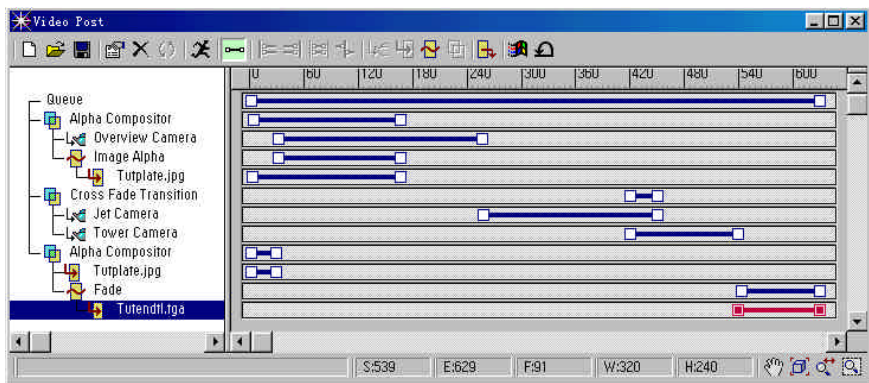 Video Post
0 60 120 180 240 300 360 420 480 540 600
Queue
Alpha Compositor
Overview Camera
Image Alpha
Tutplate.jpg
Cross Fade Transition
Jet Camera
Tower Camera
Alpha Compositor
Tutplate.jpg
Fade
Tutendtl.tga
S:539 E:629 F:91 W:320 H:240